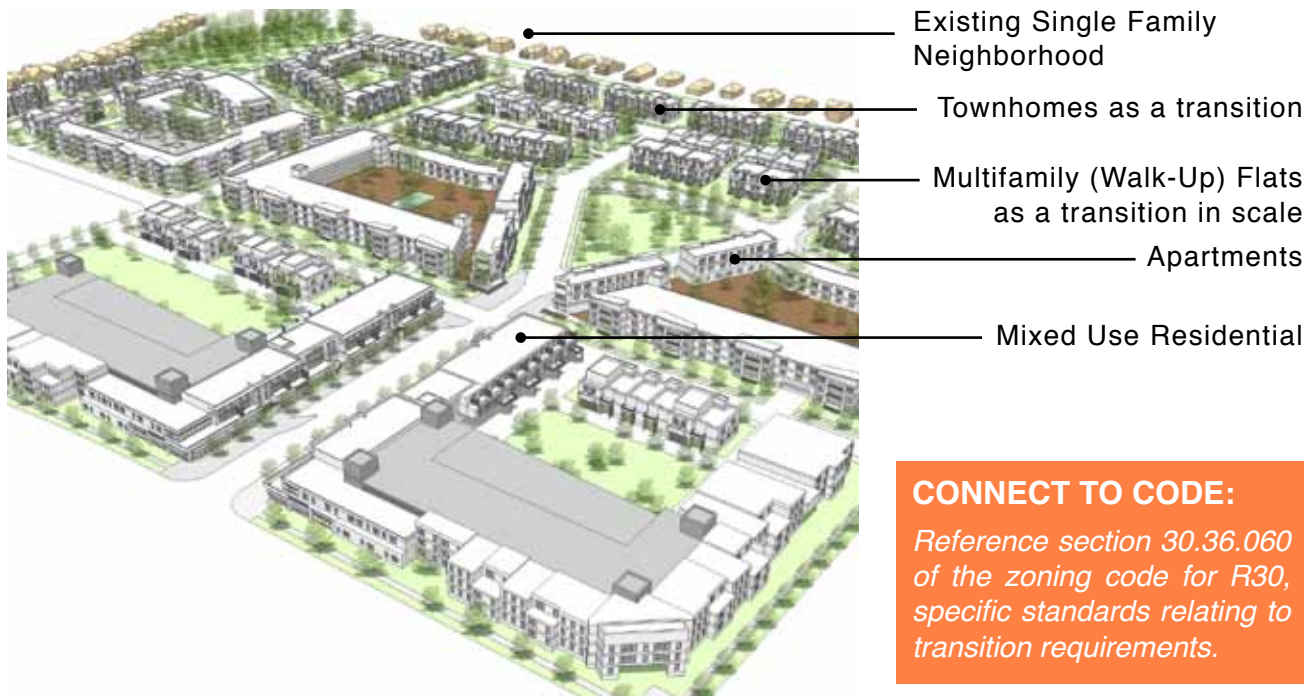 Existing Single Family
Neighborhood
Townhomes as a transition
Multifamily (Walk-Up) Flats
as a transition in scale
Apartments
Mixed Use Residential
CONNECT TO CODE:
Reference section 30.36.060
of the zoning code for R30,
specific standards relating to
transition requirements.